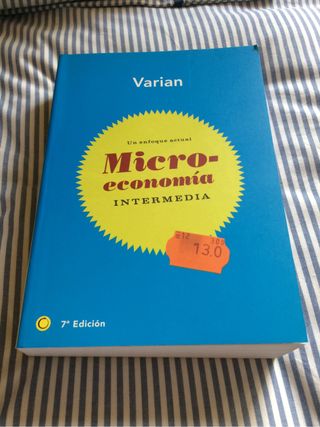 Varian
Un enfoque actual
Micro-
economía
INTERMEDIA
13.0
7ª Edición